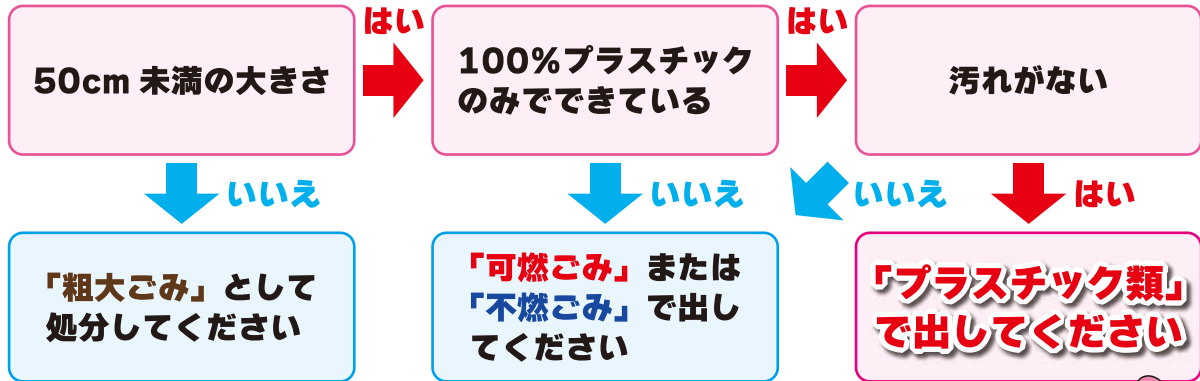 50cm 未満の大きさ
はい
100%プラスチック
のみでできている
はい
汚れがない
いいえ
いいえ
いいえ
はい
「粗大ごみ」として
処分してください
「可燃ごみ」または
「不燃ごみ」で出し
てください
「プラスチック類」
で出してください